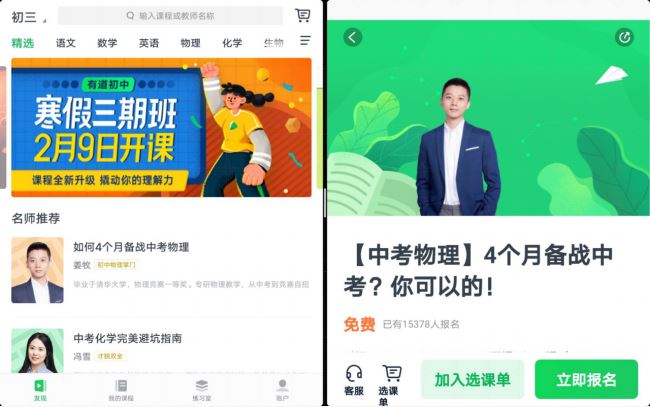 初三
输入课程或教师名称
精选 语文 数学 英语 物理 化学 生物
有道初中
寒假三期班
2月9日开课
课程全新升级 撬动你的理解力
名师推荐
如何4个月备战中考物理
姜牧 初中物理掌门
毕业于清华大学，物理竞赛一等奖。专研物理教学，从中考到竞赛自招
中考化学完美避坑指南
冯雪 才貌双全
发现 我的课程 练习室 账户
【中考物理】4个月备战中
考？你可以的！
免费 已有15378人报名
客服
选课
单
加入选课单
立即报名